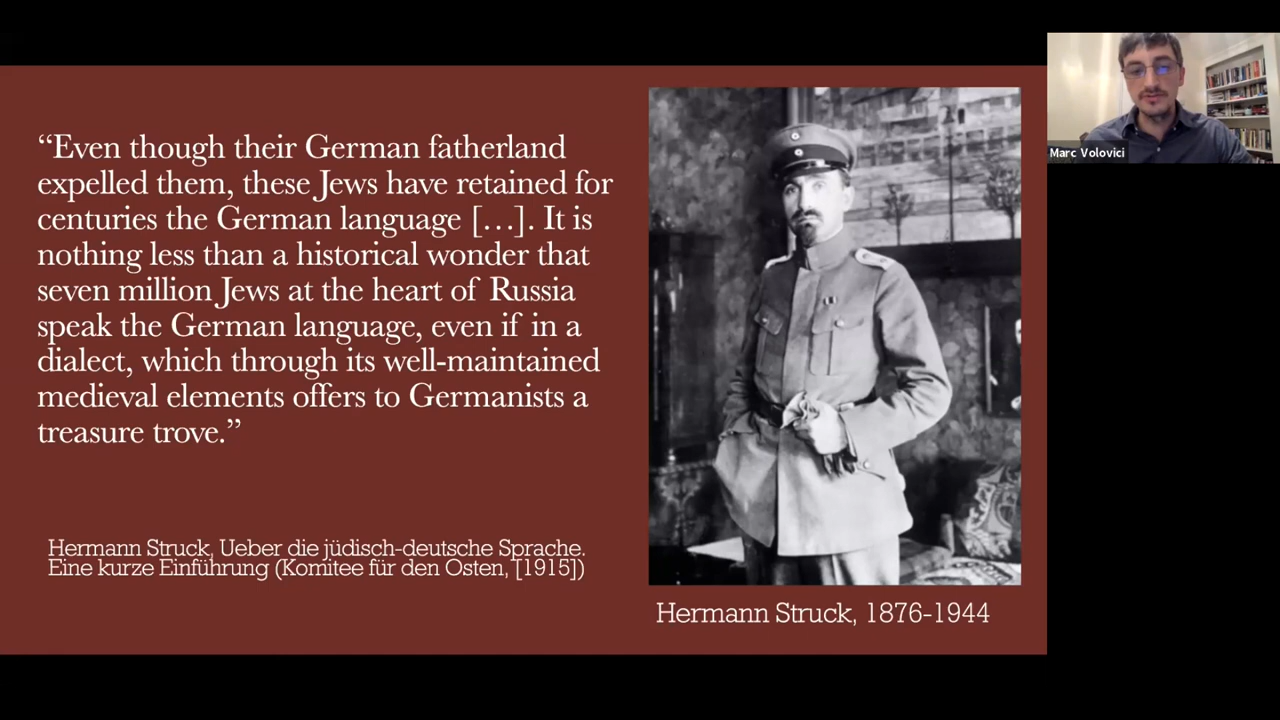 “Even though their German fatherland
expelled them, these Jews have retained for
centuries the German language […]. It is
nothing less than a historical wonder that
seven million Jews at the heart of Russia
speak the German language, even if in a
dialect, which through its well-maintained
medieval elements offers to Germanists a
treasure trove.”
Hermann Struck, Ueber die jüdisch-deutsche Sprache.
Eine kurze Einführung (Komitee für den Osten, [1915])
Hermann Struck, 1876-1944
Marc Volovici